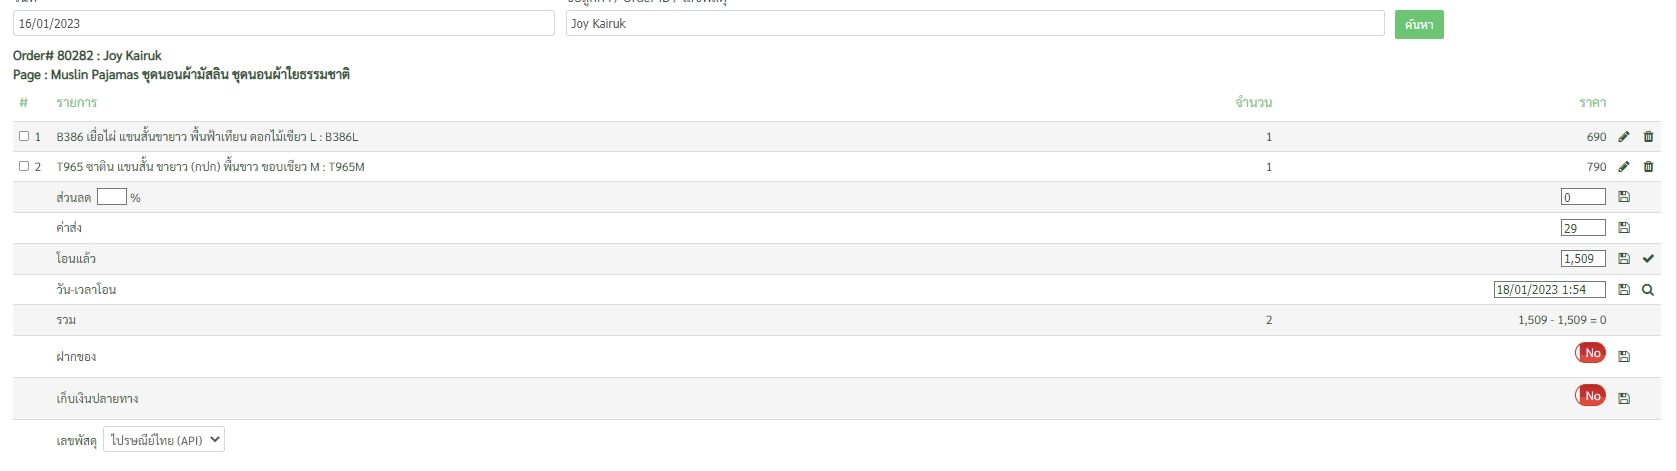 16/01/2023
Joy Kairuk
ค้นหา
Order# 80282 : Joy Kairuk
Page : Muslin Pajamas ชุดนอนผ้ามัสลิน ชุดนอนผ้าใยธรรมชาติ
# รายการ จำนวน ราคา
1 B386 เยื่อไผ่ แขนสั้นขายาว พื้นฟ้าเทียน ดอกไม้เขียว L : B386L 1 690
2 T965 ซาติน แขนสั้น ขายาว (กปก) พื้นขาว ขอบเขียว M : T965M 1 790
ส่วนลด % 0
ค่าส่ง 29
โอนแล้ว 1,509
วัน-เวลาโอน 18/01/2023 1:54
รวม 2 1,509 - 1,509 = 0
ฝากของ No
เก็บเงินปลายทาง No
เลขพัสดุ ไปรษณีย์ไทย (API)